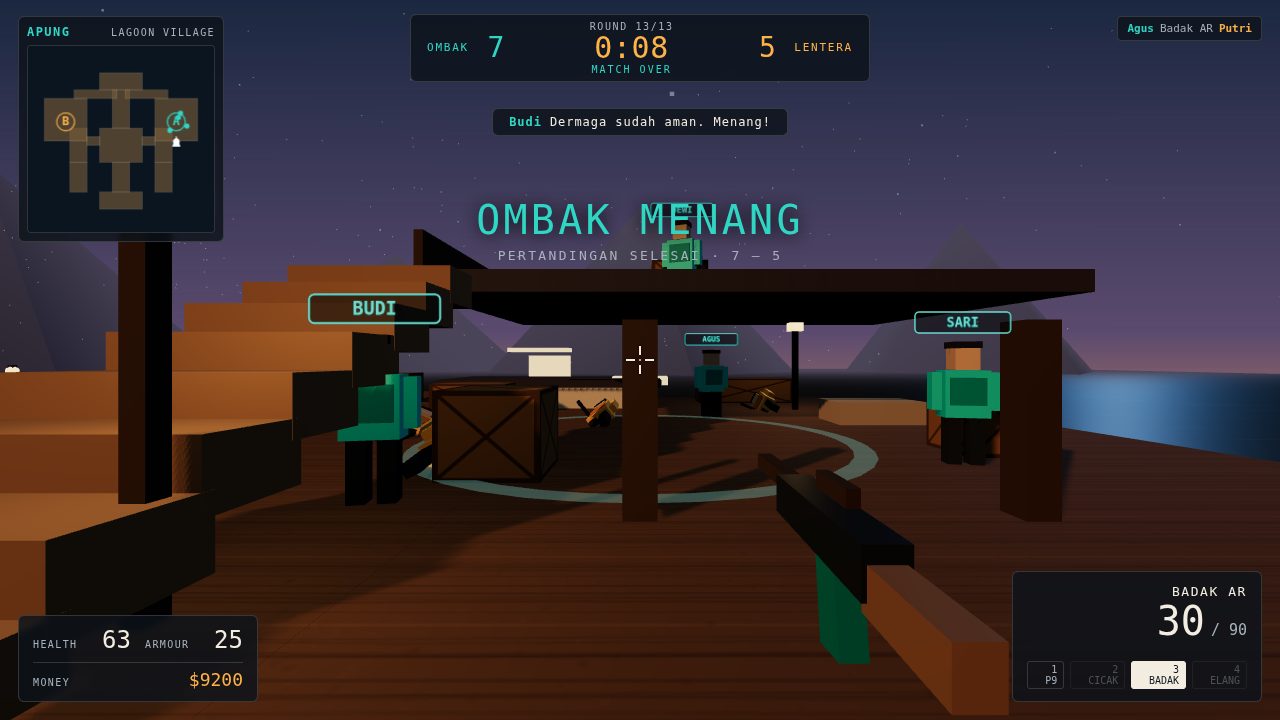 APUNG LAGOON VILLAGE
B
A
ROUND 13/13
OMBAK 7 0:08 5 LENTERA
MATCH OVER
Agus Badak AR Putri
Budi Dermaga sudah aman. Menang!
OMBAK MENANG
PERTANDINGAN SELESAI · 7 — 5
BUDI
SARI
AGUS
HEALTH 63 ARMOUR 25
MONEY $9200
BADAK AR
30 / 90
1 P9
2 CICAK
3 BADAK
4 ELANG